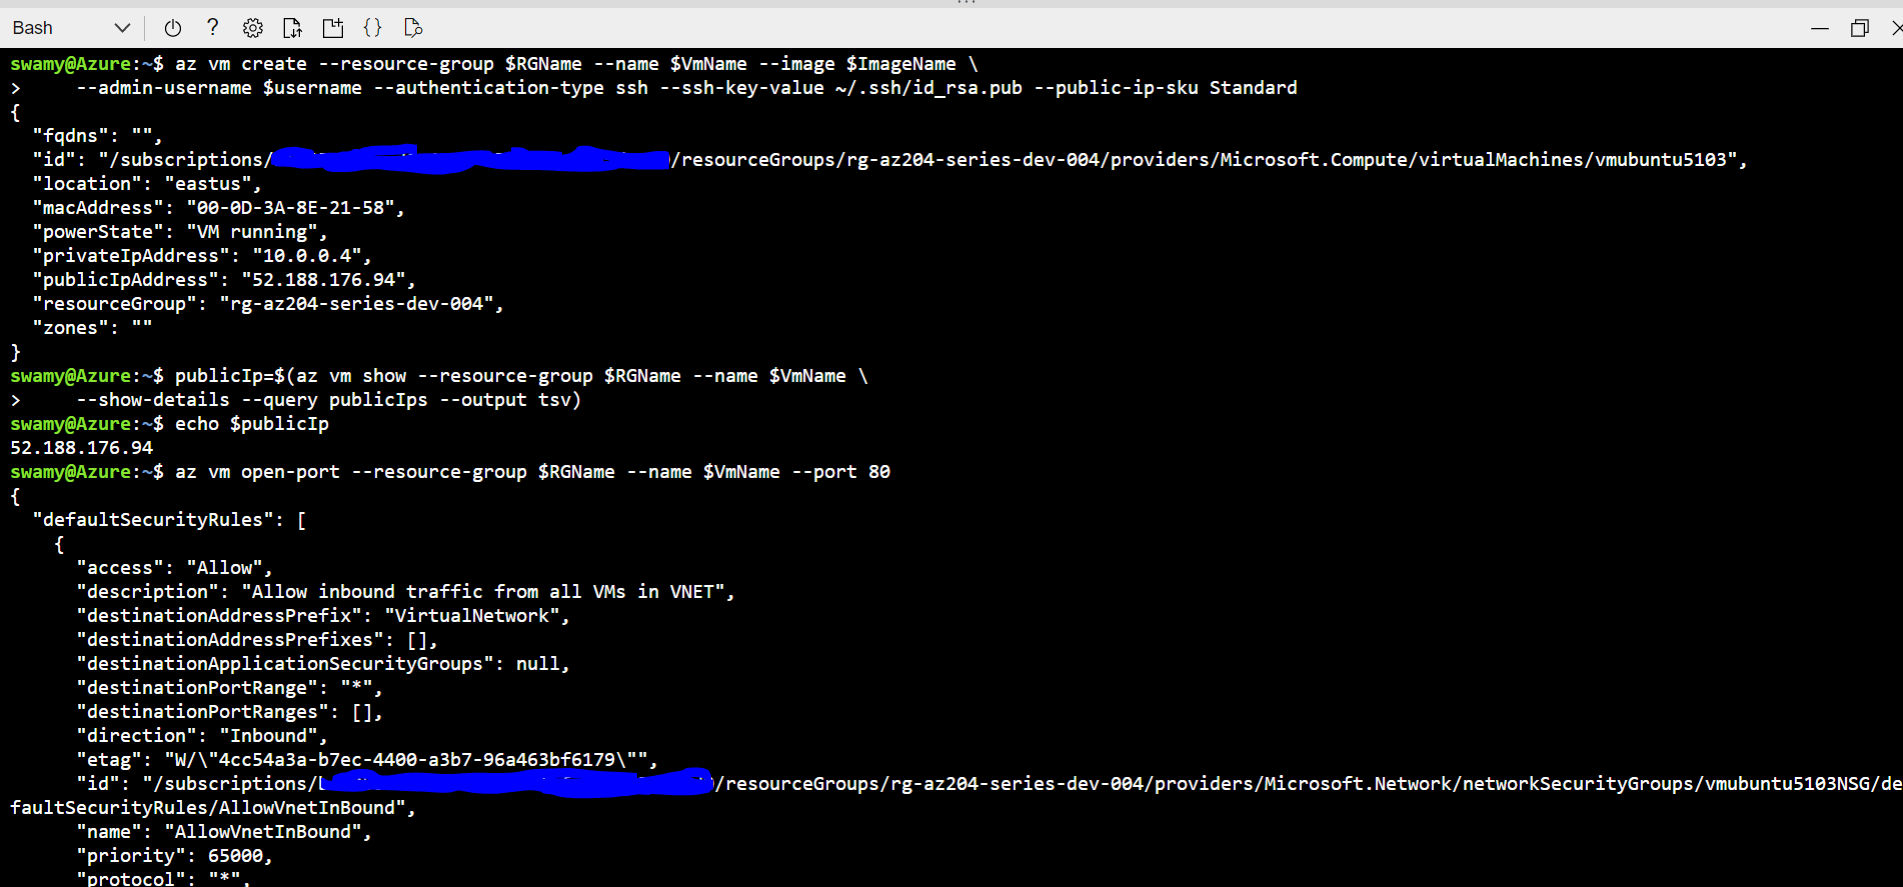 Bash
swamy@Azure:~$ az vm create --resource-group $RGName --name $VmName --image $ImageName \
>     --admin-username $username --authentication-type ssh --ssh-key-value ~/.ssh/id_rsa.pub --public-ip-sku Standard
{
  "fqdns": "",
  "id": "/subscriptions/ /resourceGroups/rg-az204-series-dev-004/providers/Microsoft.Compute/virtualMachines/vmubuntu5103",
  "location": "eastus",
  "macAddress": "00-0D-3A-8E-21-58",
  "powerState": "VM running",
  "privateIpAddress": "10.0.0.4",
  "publicIpAddress": "52.188.176.94",
  "resourceGroup": "rg-az204-series-dev-004",
  "zones": ""
}
swamy@Azure:~$ publicIp=$(az vm show --resource-group $RGName --name $VmName \
>     --show-details --query publicIps --output tsv)
swamy@Azure:~$ echo $publicIp
52.188.176.94
swamy@Azure:~$ az vm open-port --resource-group $RGName --name $VmName --port 80
{
  "defaultSecurityRules": [
    {
      "access": "Allow",
      "description": "Allow inbound traffic from all VMs in VNET",
      "destinationAddressPrefix": "VirtualNetwork",
      "destinationAddressPrefixes": [],
      "destinationApplicationSecurityGroups": null,
      "destinationPortRange": "*",
      "destinationPortRanges": [],
      "direction": "Inbound",
      "etag": "W/\"4cc54a3a-b7ec-4400-a3b7-96a463bf6179\"",
      "id": "/subscriptions/ /resourceGroups/rg-az204-series-dev-004/providers/Microsoft.Network/networkSecurityGroups/vmubuntu5103NSG/de
faultSecurityRules/AllowVnetInBound",
      "name": "AllowVnetInBound",
      "priority": 65000,
      "protocol": "*",